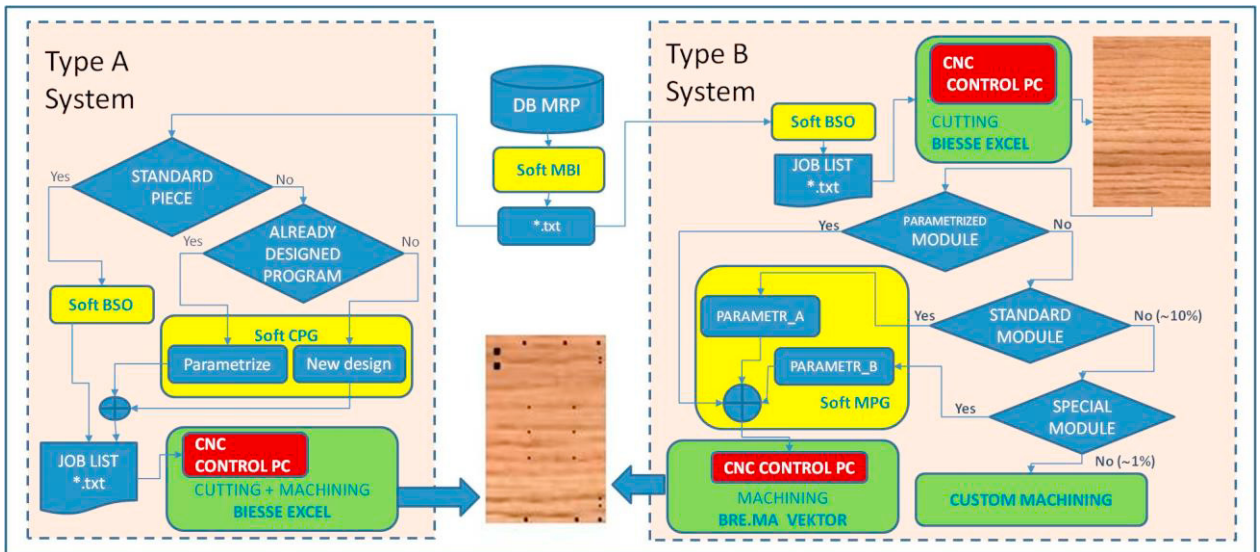 Type A
System
DB MRP
Soft MBI
*.txt
STANDARD
PIECE
Yes
No
ALREADY
DESIGNED
PROGRAM
Yes
No
Soft BSO
Soft CPG
Parametrize
New design
JOB LIST
*.txt
CNC
CONTROL PC
CUTTING + MACHINING
BIESSE EXCEL
Type B
System
Soft BSO
JOB LIST
*.txt
CNC
CONTROL PC
CUTTING
BIESSE EXCEL
PARAMETRIZED
MODULE
Yes
No
STANDARD
MODULE
Yes
No (~10%)
PARAMETR_A
PARAMETR_B
Soft MPG
SPECIAL
MODULE
Yes
No (~1%)
CNC CONTROL PC
MACHINING
BRE.MA VEKTOR
CUSTOM MACHINING